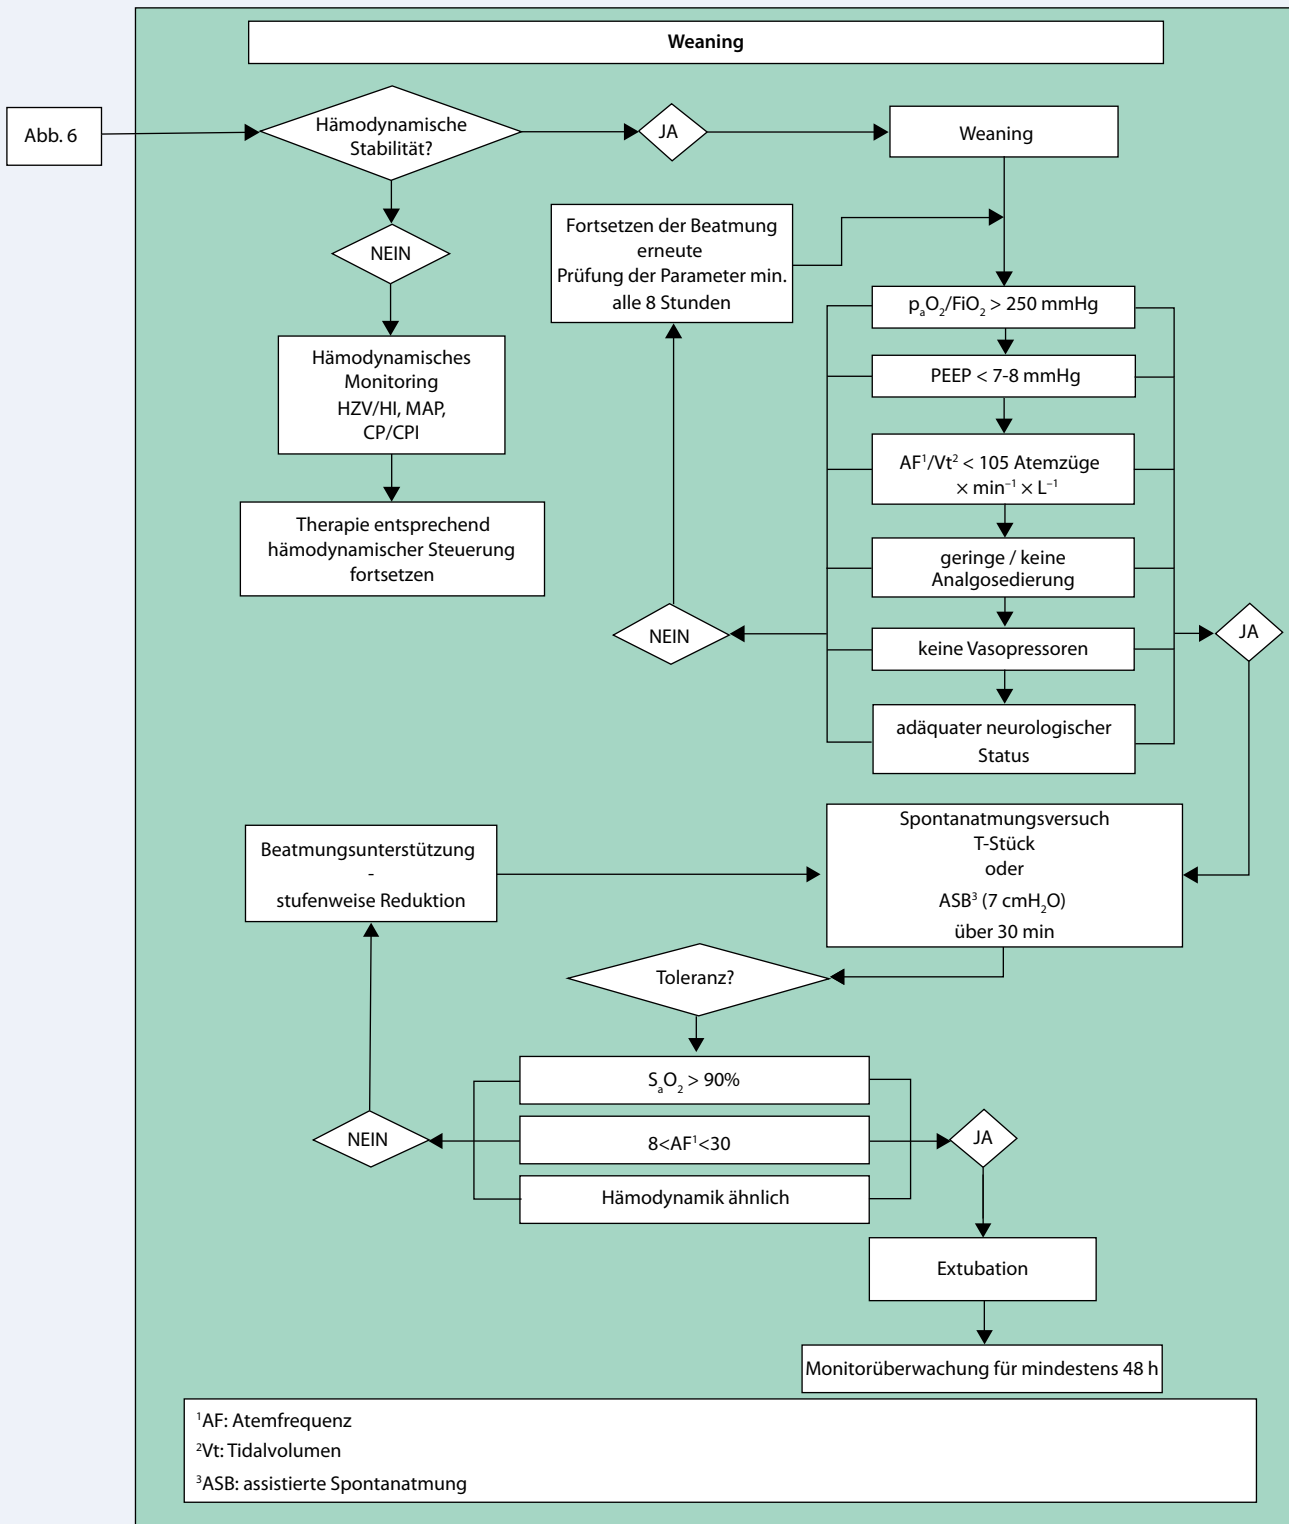 Weaning
Abb. 6
Hämodynamische
Stabilität?
JA
Weaning
NEIN
Fortsetzen der Beatmung
erneute
Prüfung der Parameter min.
alle 8 Stunden
Hämodynamisches
Monitoring
HZV/HI, MAP,
CP/CPI
Therapie entsprechend
hämodynamischer Steuerung
fortsetzen
pₐO₂/FiO₂ > 250 mmHg
PEEP < 7-8 mmHg
AF¹/Vt² < 105 Atemzüge
× min⁻¹ × L⁻¹
geringe / keine
Analgosedierung
keine Vasopressoren
adäquater neurologischer
Status
NEIN
JA
Spontanatmungsversuch
T-Stück
oder
ASB³ (7 cmH₂O)
über 30 min
Beatmungsunterstützung
-
stufenweise Reduktion
Toleranz?
SₐO₂ > 90%
8<AF¹<30
Hämodynamik ähnlich
NEIN
JA
Extubation
Monitorüberwachung für mindestens 48 h
¹AF: Atemfrequenz
²Vt: Tidalvolumen
³ASB: assistierte Spontanatmung